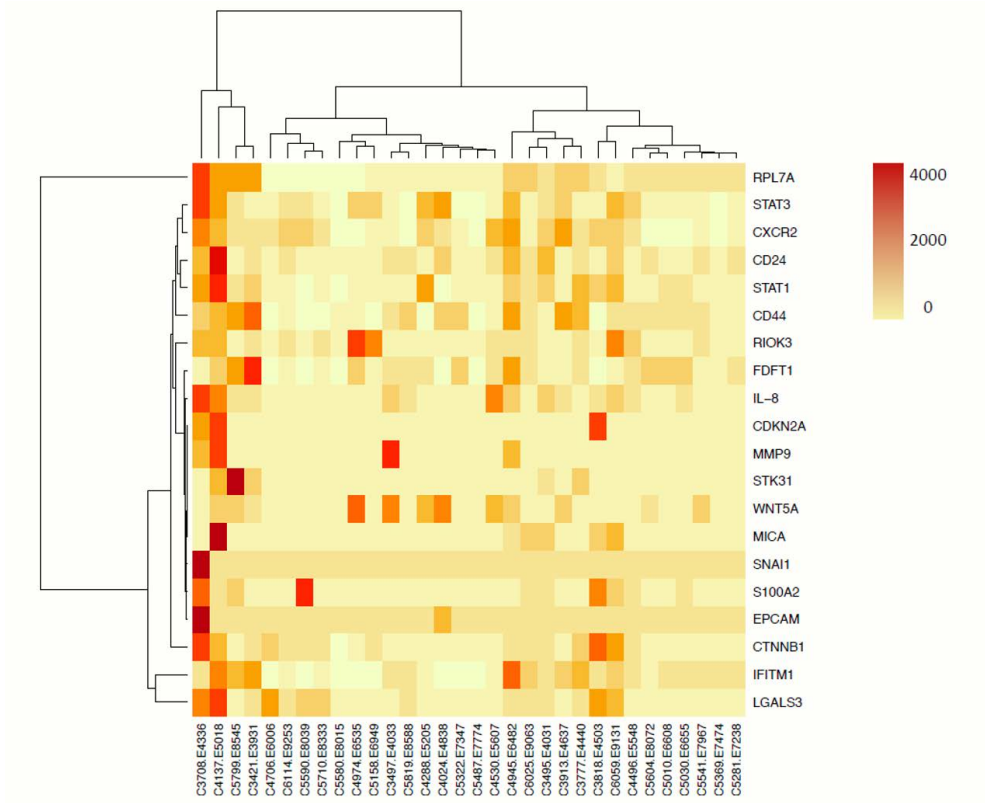 RPL7A
STAT3
CXCR2
CD24
STAT1
CD44
RIOK3
FDFT1
IL−8
CDKN2A
MMP9
STK31
WNT5A
MICA
SNAI1
S100A2
EPCAM
CTNNB1
IFITM1
LGALS3
4000
2000
0
C3708.E4336
C4137.E5018
C5799.E8545
C3421.E3931
C4706.E6006
C6114.E9253
C5590.E8039
C5710.E8333
C5580.E8015
C4974.E6535
C5158.E6949
C3497.E4033
C5819.E8588
C4288.E5205
C4024.E4838
C5322.E7347
C5487.E7774
C4530.E5607
C4945.E6482
C6025.E9063
C3495.E4031
C3913.E4637
C3777.E4440
C3818.E4503
C6059.E9131
C4496.E5548
C5604.E8072
C5010.E6608
C5030.E6655
C5541.E7967
C5369.E7474
C5281.E7238